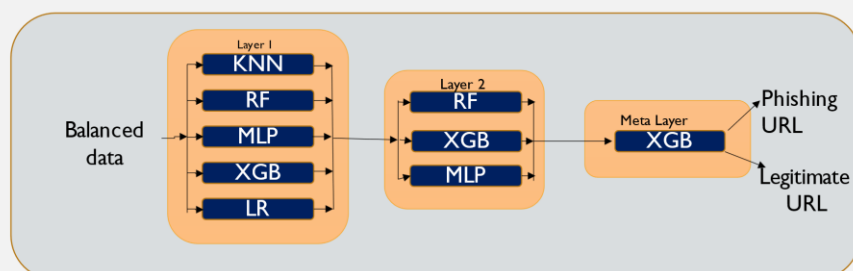 Balanced
data
Layer 1
KNN
RF
MLP
XGB
LR
Layer 2
RF
XGB
MLP
Meta Layer
XGB
Phishing
URL
Legitimate
URL